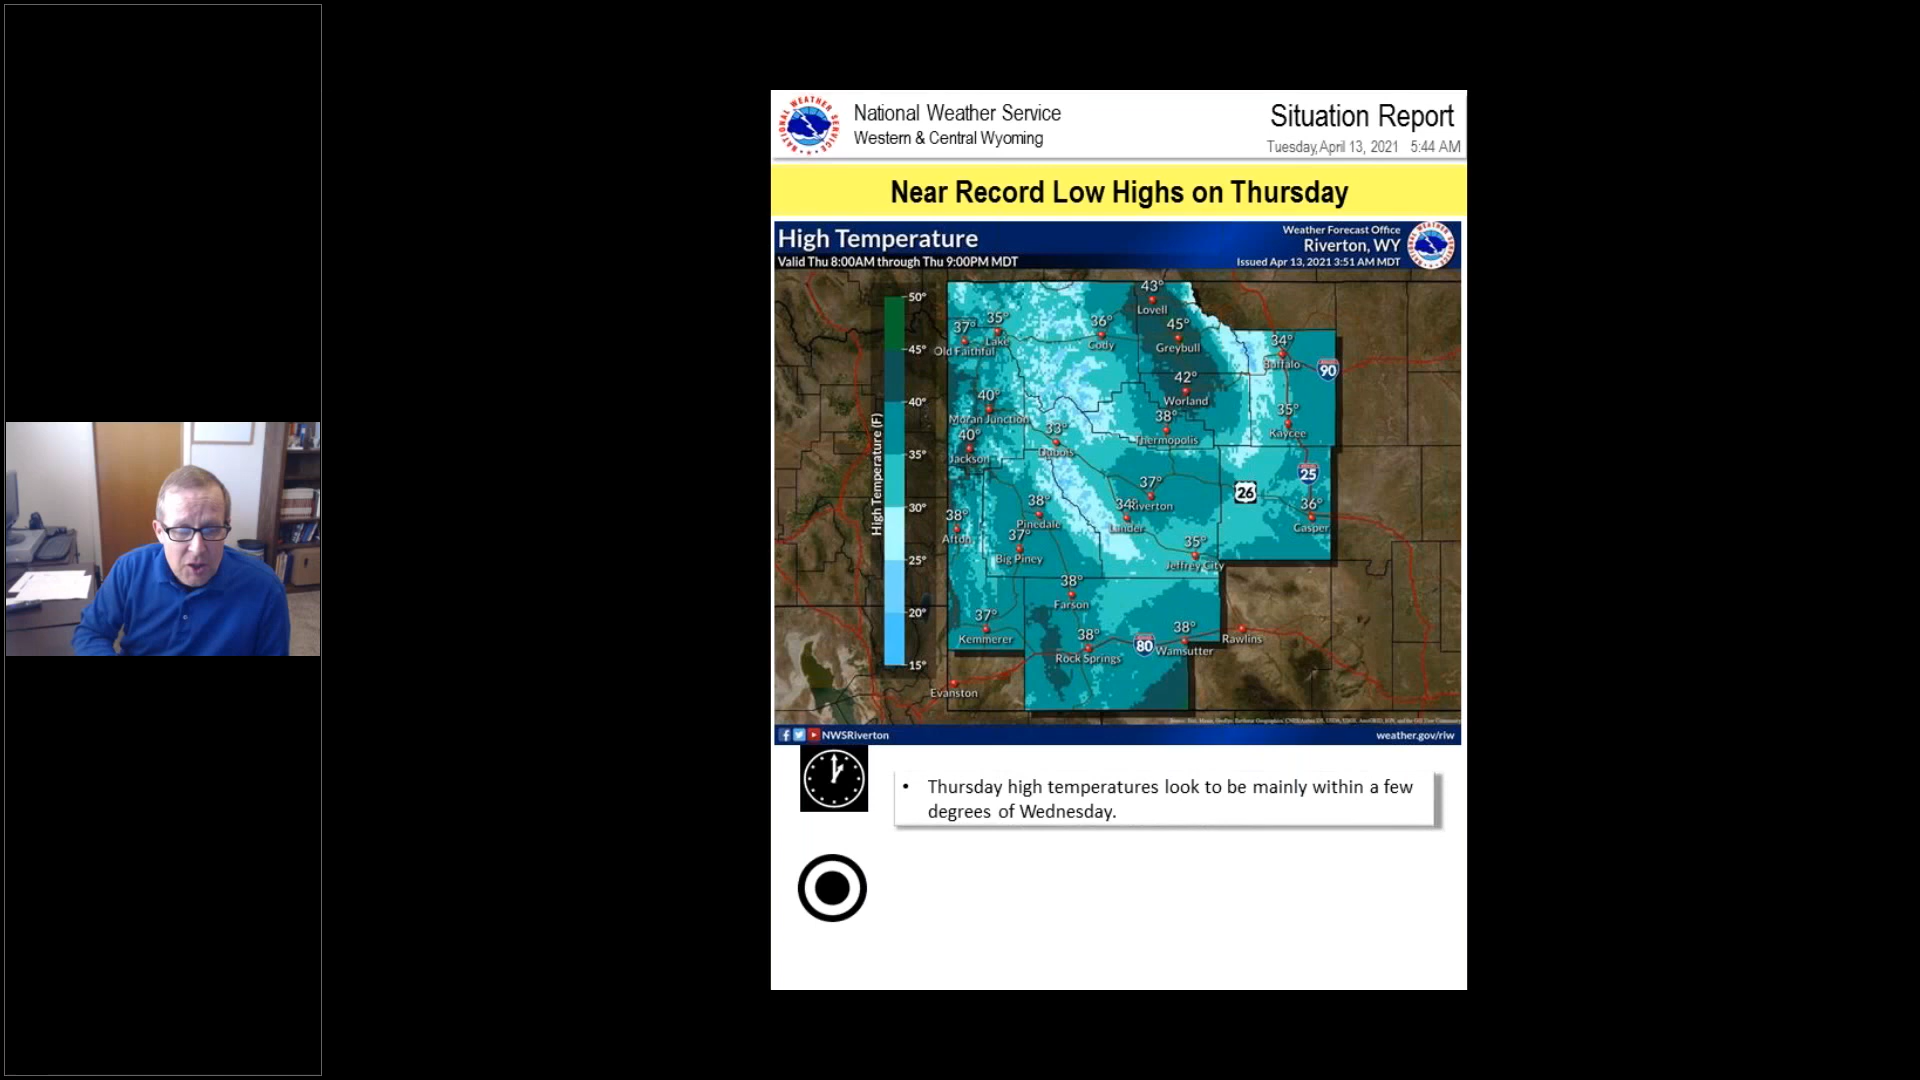 National Weather Service
Western & Central Wyoming
Situation Report
Tuesday, April 13, 2021 5:44 AM
Near Record Low Highs on Thursday
High Temperature
Valid Thu 8:00AM through Thu 9:00PM MDT
Weather Forecast Office
Riverton, WY
Issued Apr 13, 2021 3:51 AM MDT
NATIONAL WEATHER SERVICE
High Temperature (F)
50°
45°
40°
35°
30°
25°
20°
15°
43°
Lovell
37°
Old Faithful
35°
Lake
36°
Cody
45°
Greybull
34°
Buffalo
90
42°
Worland
40°
Moran Junction
35°
Kaycee
38°
Thermopolis
40°
Jackson
33°
Dubois
25
26
37°
Riverton
34°
Lander
38°
Pinedale
36°
Casper
38°
Afton
37°
Big Piney
35°
Jeffrey City
38°
Farson
37°
Kemmerer
38°
Rock Springs
80
38°
Wamsutter
Rawlins
Evanston
NWSRiverton
weather.gov/riw
• Thursday high temperatures look to be mainly within a few
degrees of Wednesday.